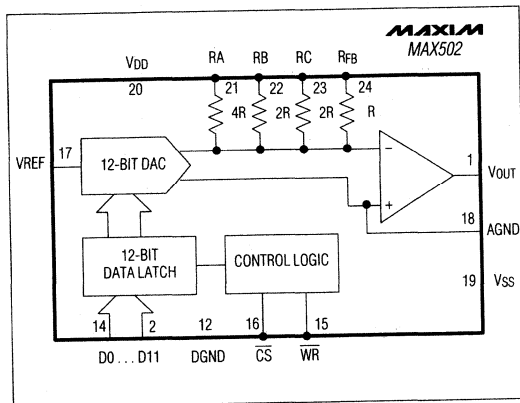 MAXIM
MAX502
VDD RA RB RC RFB
20 21 22 23 24
4R 2R 2R R
VREF 17 12-BIT DAC − 1 VOUT
+
18 AGND
12-BIT DATA LATCH
CONTROL LOGIC
19 VSS
14 2 12 16 15
D0 . . . D11 DGND CS WR